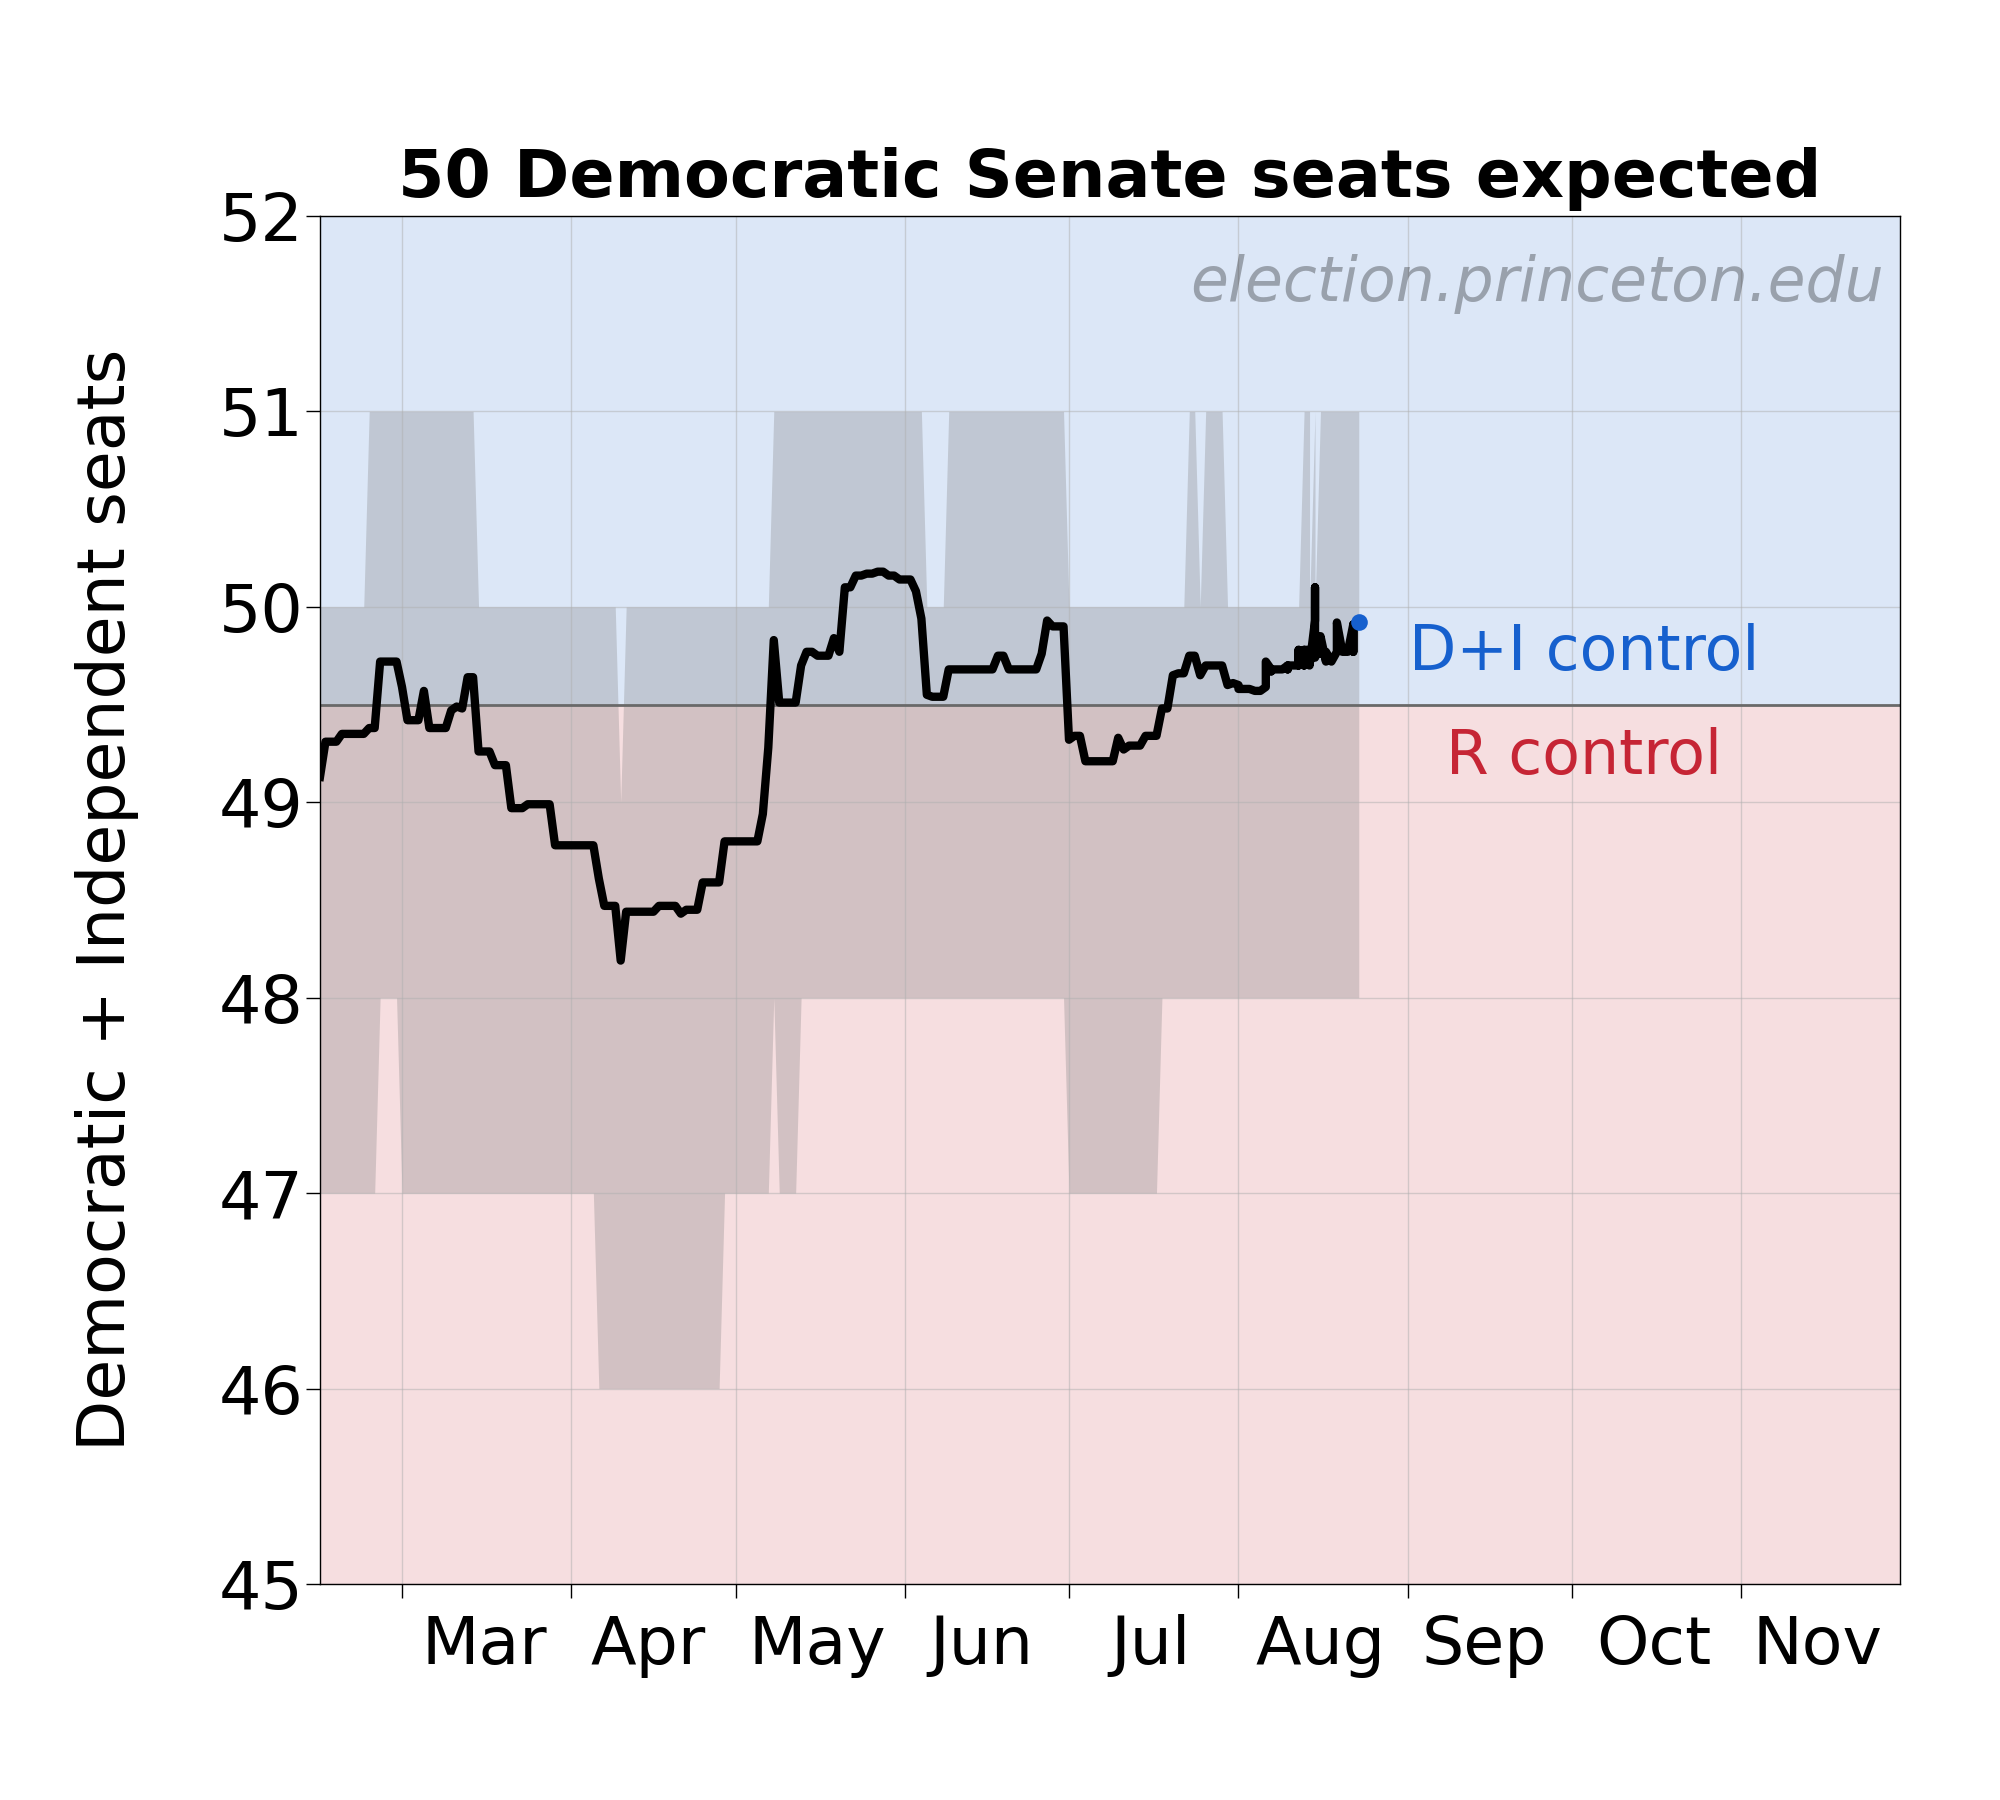 50 Democratic Senate seats expected
election.princeton.edu
Democratic + Independent seats
52
51
50
49
48
47
46
45
D+I control
R control
Mar Apr May Jun Jul Aug Sep Oct Nov